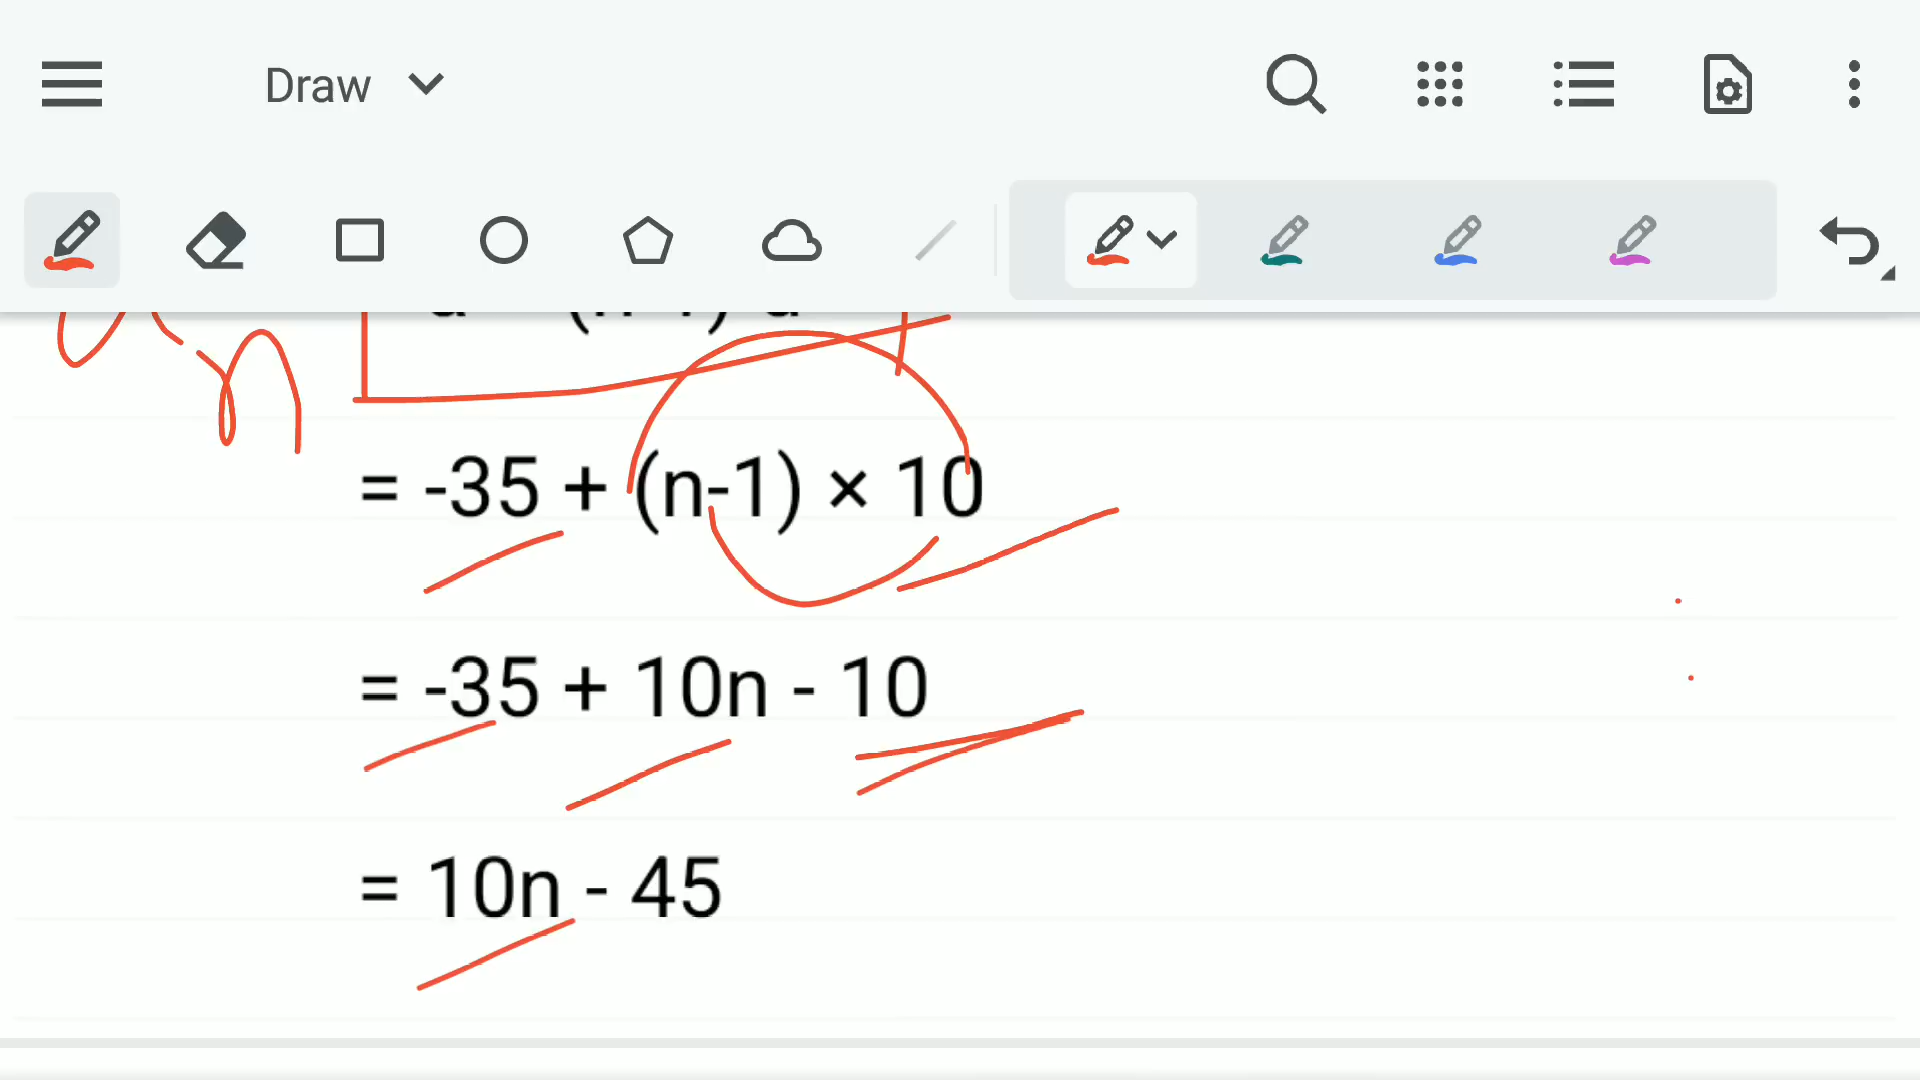 Draw
n
= -35 + (n-1) × 10
= -35 + 10n - 10
= 10n - 45